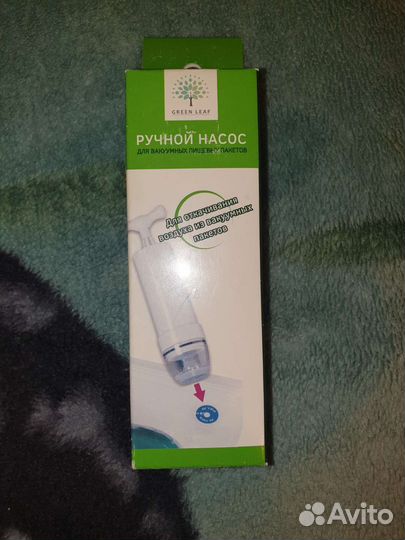 GREEN LEAF
РУЧНОЙ НАСОС
ДЛЯ ВАКУУМНЫХ ПИЩЕВЫХ ПАКЕТОВ
Для откачивания
воздуха из вакуумных
пакетов
Avito